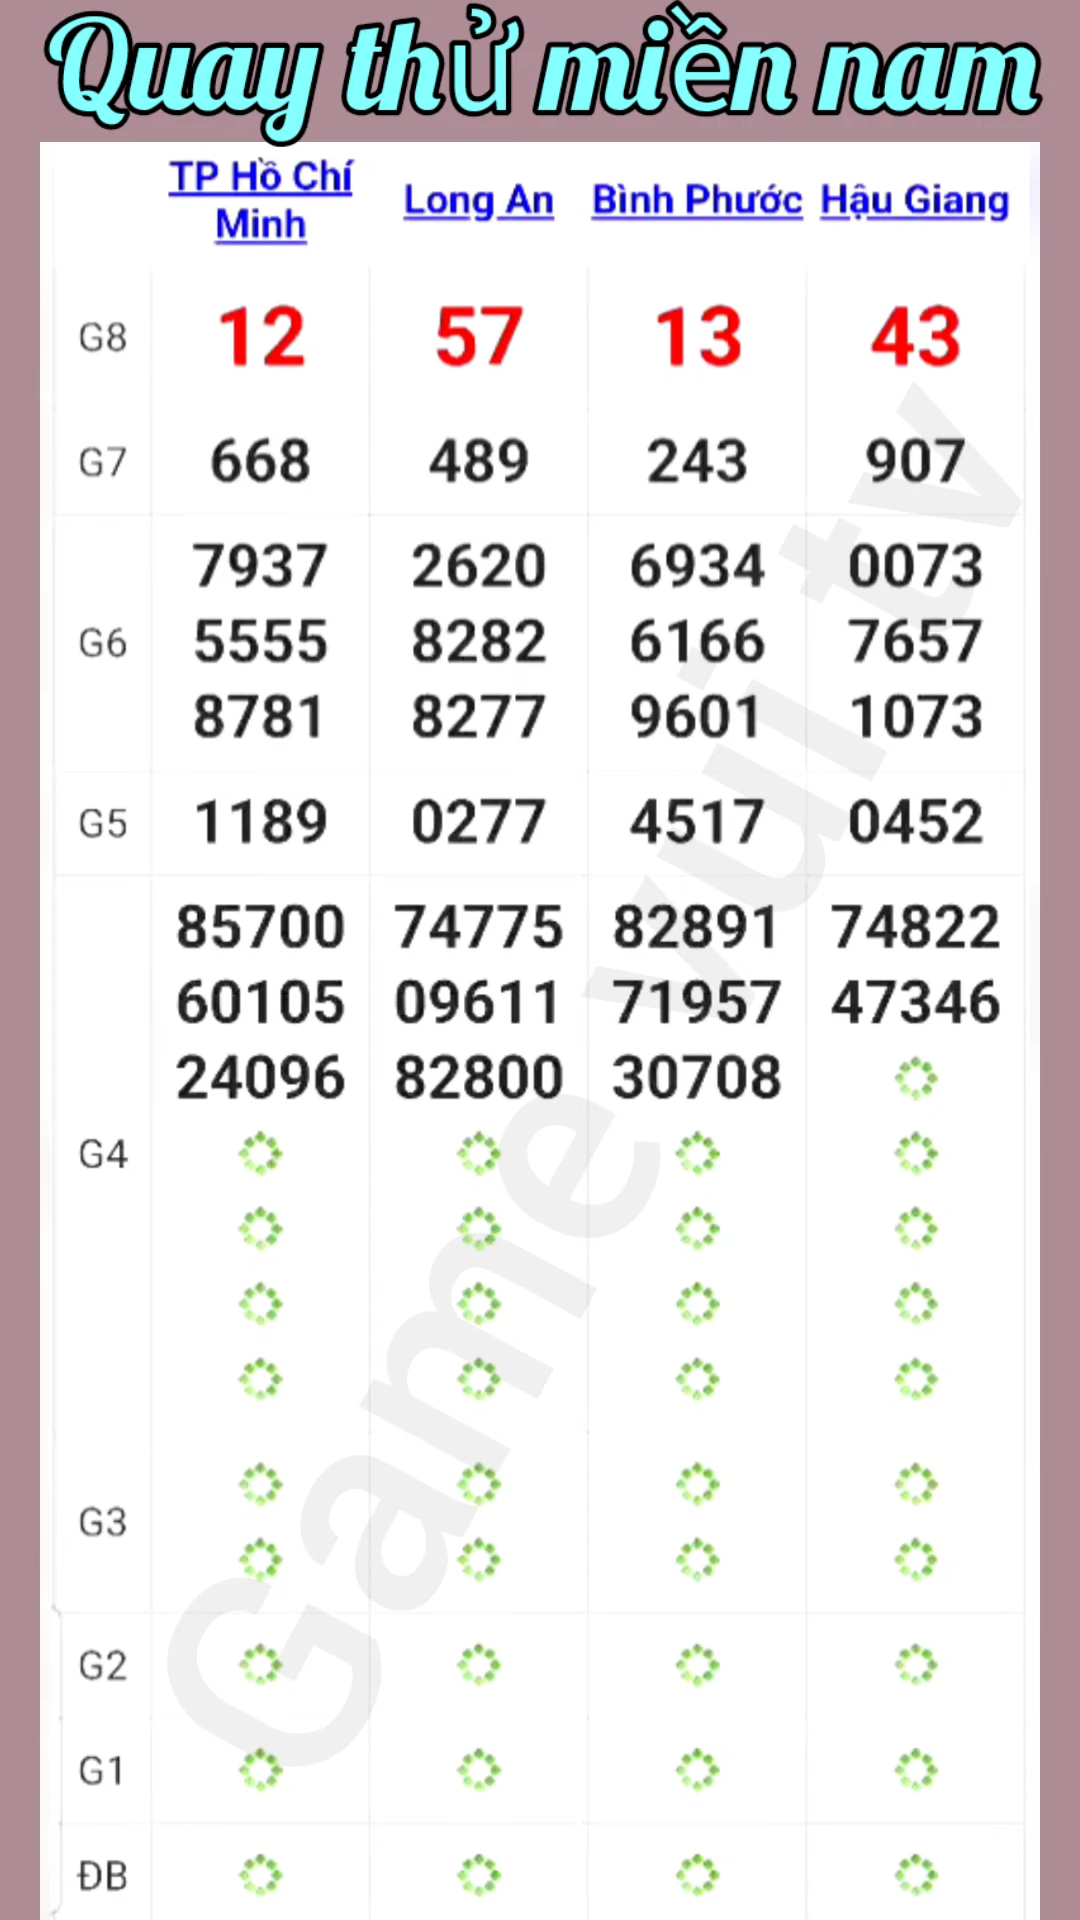 Quay thử miền nam
TP Hồ Chí Minh Long An Bình Phước Hậu Giang
G8 12 57 13 43
G7 668 489 243 907
G6 7937 2620 6934 0073
5555 8282 6166 7657
8781 8277 9601 1073
G5 1189 0277 4517 0452
G4 85700 74775 82891 74822
60105 09611 71957 47346
24096 82800 30708
G3
G2
G1
ĐB
Game vui tv